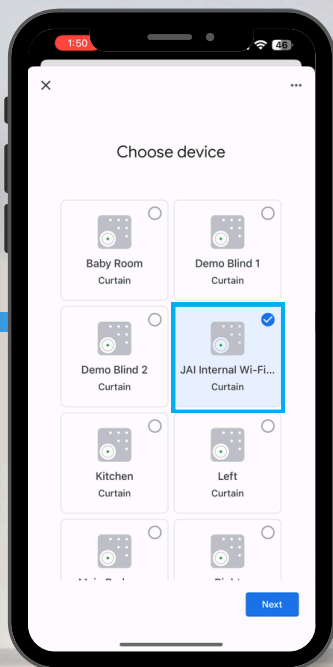 1:50
46
Choose device
Baby Room
Curtain
Demo Blind 1
Curtain
Demo Blind 2
Curtain
JAI Internal Wi-Fi...
Curtain
Kitchen
Curtain
Left
Curtain
Next